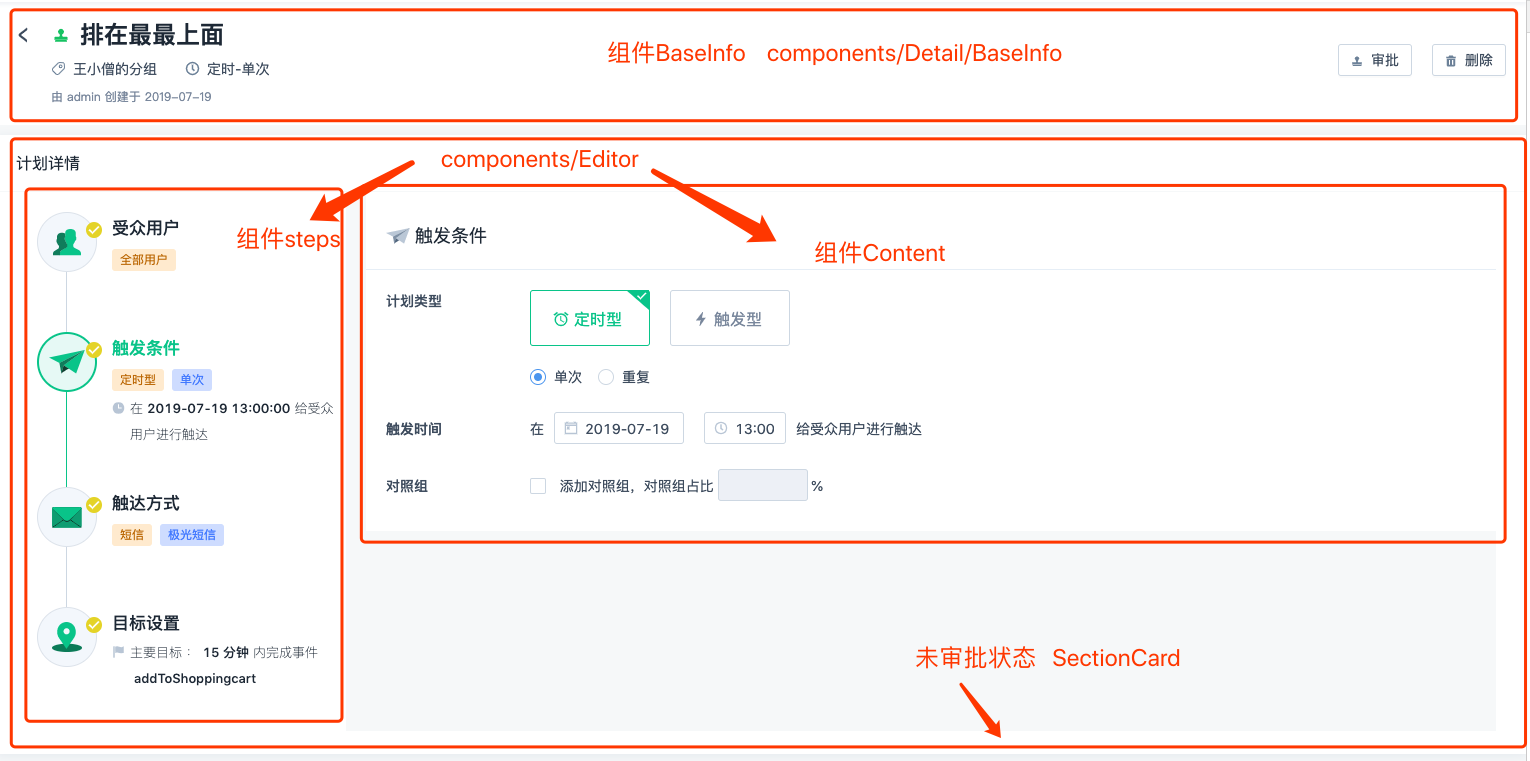 排在最最上面
王小僧的分组 定时-单次
由 admin 创建于 2019-07-19
组件BaseInfo components/Detail/BaseInfo
审批 删除
计划详情
components/Editor
受众用户
全部用户
组件steps
触发条件
定时型 单次
在 2019-07-19 13:00:00 给受众
用户进行触达
触达方式
短信 极光短信
目标设置
主要目标： 15 分钟 内完成事件
addToShoppingcart
触发条件
组件Content
计划类型 定时型 触发型
单次 重复
触发时间 在 2019-07-19 13:00 给受众用户进行触达
对照组 添加对照组，对照组占比 %
未审批状态 SectionCard